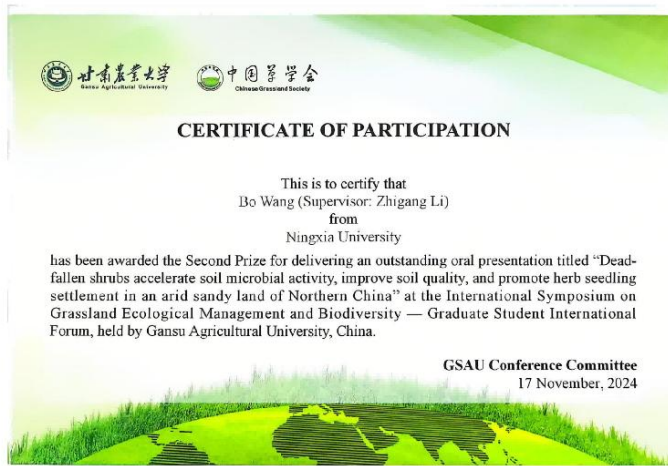 甘肃农业大学
Gansu Agricultural University
中国草学会
Chinese Grassland Society
CERTIFICATE OF PARTICIPATION
This is to certify that
Bo Wang (Supervisor: Zhigang Li)
from
Ningxia University
has been awarded the Second Prize for delivering an outstanding oral presentation titled “Dead-
fallen shrubs accelerate soil microbial activity, improve soil quality, and promote herb seedling
settlement in an arid sandy land of Northern China” at the International Symposium on
Grassland Ecological Management and Biodiversity — Graduate Student International
Forum, held by Gansu Agricultural University, China.
GSAU Conference Committee
17 November, 2024